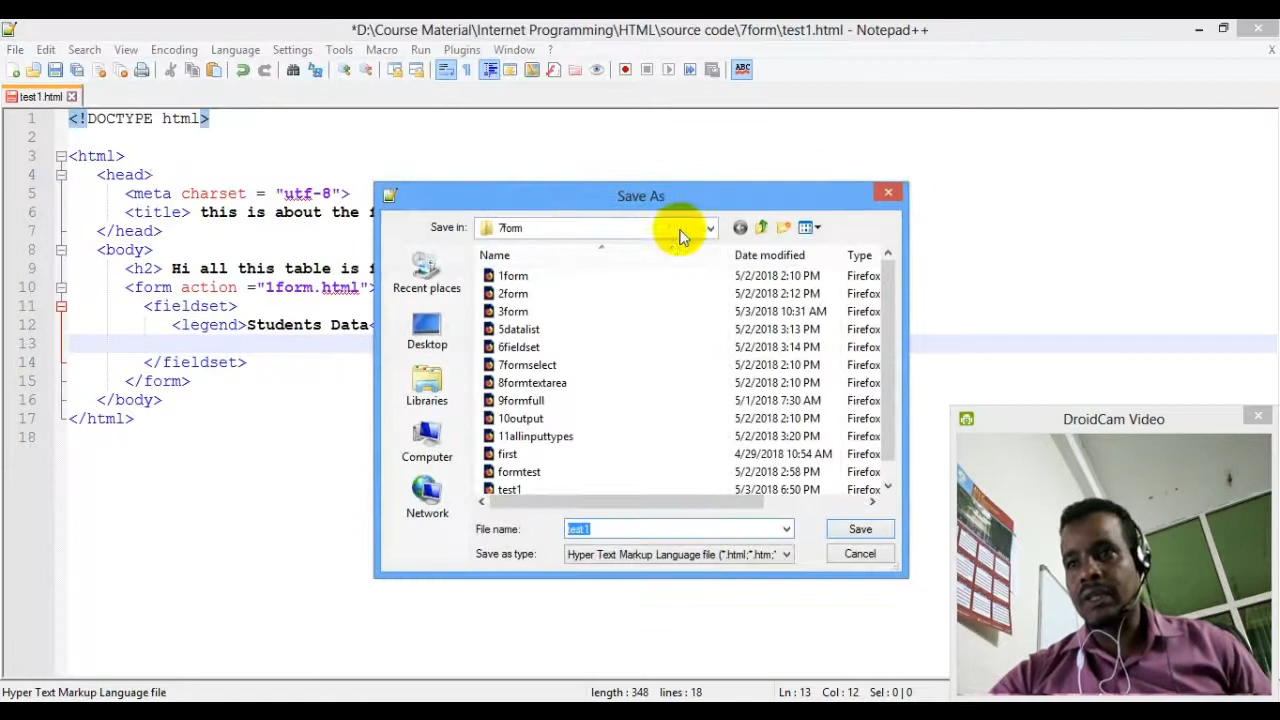 *D:\Course Material\Internet Programming\HTML\source code\7form\test1.html - Notepad++
File Edit Search View Encoding Language Settings Tools Macro Run Plugins Window ? X
ABC
test1.html
1 <!DOCTYPE html>
2
3 <html>
4 <head>
5 <meta charset = "utf-8">
6 <title> this is about the f
7 </head>
8 <body>
9 <h2> Hi all this table is f
10 <form action ="1form.html">
11 <fieldset>
12 <legend>Students Data<
13
14 </fieldset>
15 </form>
16 </body>
17 </html>
18
Save As
Save in: 7form
Recent places
Desktop
Libraries
Computer
Network
Name Date modified Type
1form 5/2/2018 2:10 PM Firefox
2form 5/2/2018 2:12 PM Firefox
3form 5/3/2018 10:31 AM Firefox
5datalist 5/2/2018 3:13 PM Firefox
6fieldset 5/2/2018 3:14 PM Firefox
7formselect 5/2/2018 2:10 PM Firefox
8formtextarea 5/2/2018 2:10 PM Firefox
9formfull 5/1/2018 7:30 AM Firefox
10output 5/2/2018 2:10 PM Firefox
11allinputtypes 5/2/2018 3:20 PM Firefox
first 4/29/2018 10:54 AM Firefox
formtest 5/2/2018 2:58 PM Firefox
test1 5/3/2018 6:50 PM Firefox
File name: test1 Save
Save as type: Hyper Text Markup Language file (*.html;*.htm;* Cancel
DroidCam Video
Hyper Text Markup Language file length : 348 lines : 18 Ln : 13 Col : 12 Sel : 0 | 0